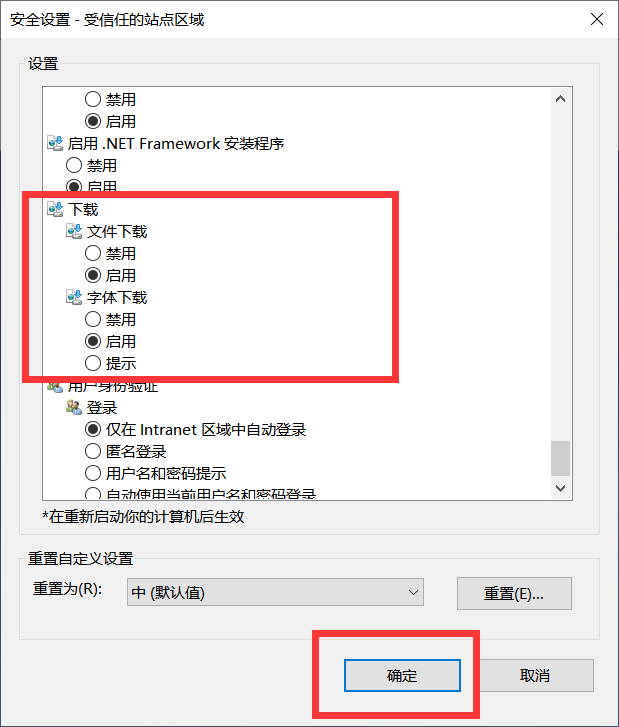 安全设置 - 受信任的站点区域
设置
禁用
启用
启用 .NET Framework 安装程序
禁用
启用
下载
文件下载
禁用
启用
字体下载
禁用
启用
提示
用户身份验证
登录
仅在 Intranet 区域中自动登录
匿名登录
用户名和密码提示
自动使用当前用户名和密码登录
*在重新启动你的计算机后生效
重置自定义设置
重置为(R):
中 (默认值)
重置(E)...
确定
取消